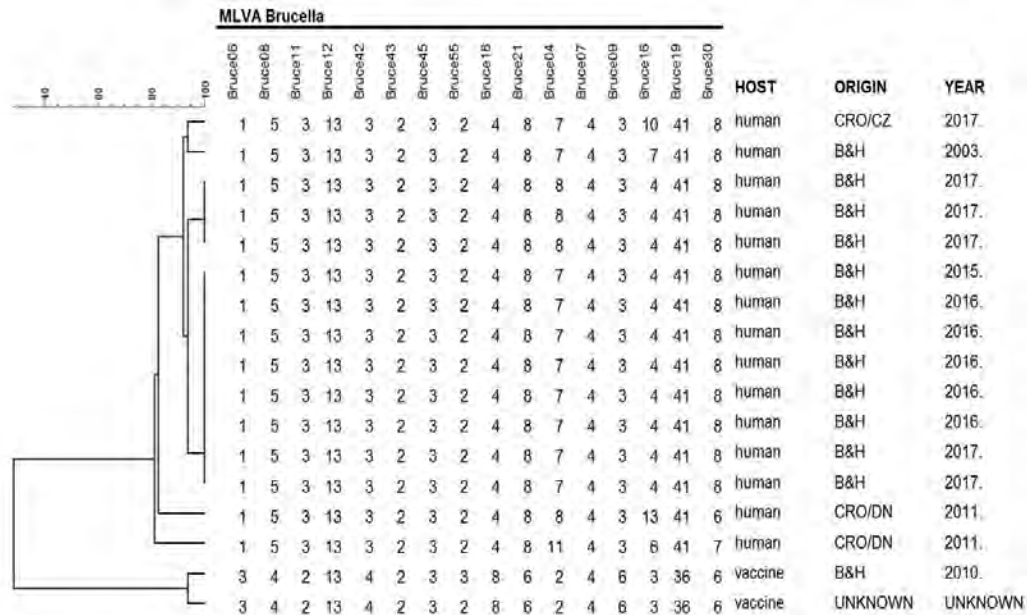 MLVA Brucella
40 60 80 100 Bruce06 Bruce08 Bruce11 Bruce12 Bruce42 Bruce43 Bruce45 Bruce55 Bruce18 Bruce21 Bruce04 Bruce07 Bruce09 Bruce16 Bruce19 Bruce30 HOST ORIGIN YEAR
1 5 3 13 3 2 3 2 4 8 7 4 3 10 41 8 human CRO/CZ 2017.
1 5 3 13 3 2 3 2 4 8 7 4 3 7 41 8 human B&H 2003.
1 5 3 13 3 2 3 2 4 8 8 4 3 4 41 8 human B&H 2017.
1 5 3 13 3 2 3 2 4 8 8 4 3 4 41 8 human B&H 2017.
1 5 3 13 3 2 3 2 4 8 8 4 3 4 41 8 human B&H 2017.
1 5 3 13 3 2 3 2 4 8 7 4 3 4 41 8 human B&H 2015.
1 5 3 13 3 2 3 2 4 8 7 4 3 4 41 8 human B&H 2016.
1 5 3 13 3 2 3 2 4 8 7 4 3 4 41 8 human B&H 2016.
1 5 3 13 3 2 3 2 4 8 7 4 3 4 41 8 human B&H 2016.
1 5 3 13 3 2 3 2 4 8 7 4 3 4 41 8 human B&H 2016.
1 5 3 13 3 2 3 2 4 8 7 4 3 4 41 8 human B&H 2016.
1 5 3 13 3 2 3 2 4 8 7 4 3 4 41 8 human B&H 2017.
1 5 3 13 3 2 3 2 4 8 7 4 3 4 41 8 human B&H 2017.
1 5 3 13 3 2 3 2 4 8 8 4 3 13 41 6 human CRO/DN 2011.
1 5 3 13 3 2 3 2 4 8 11 4 3 6 41 7 human CRO/DN 2011.
3 4 2 13 4 2 3 3 8 6 2 4 6 3 36 6 vaccine B&H 2010.
3 4 2 13 4 2 3 3 8 6 2 4 6 3 36 6 vaccine UNKNOWN UNKNOWN